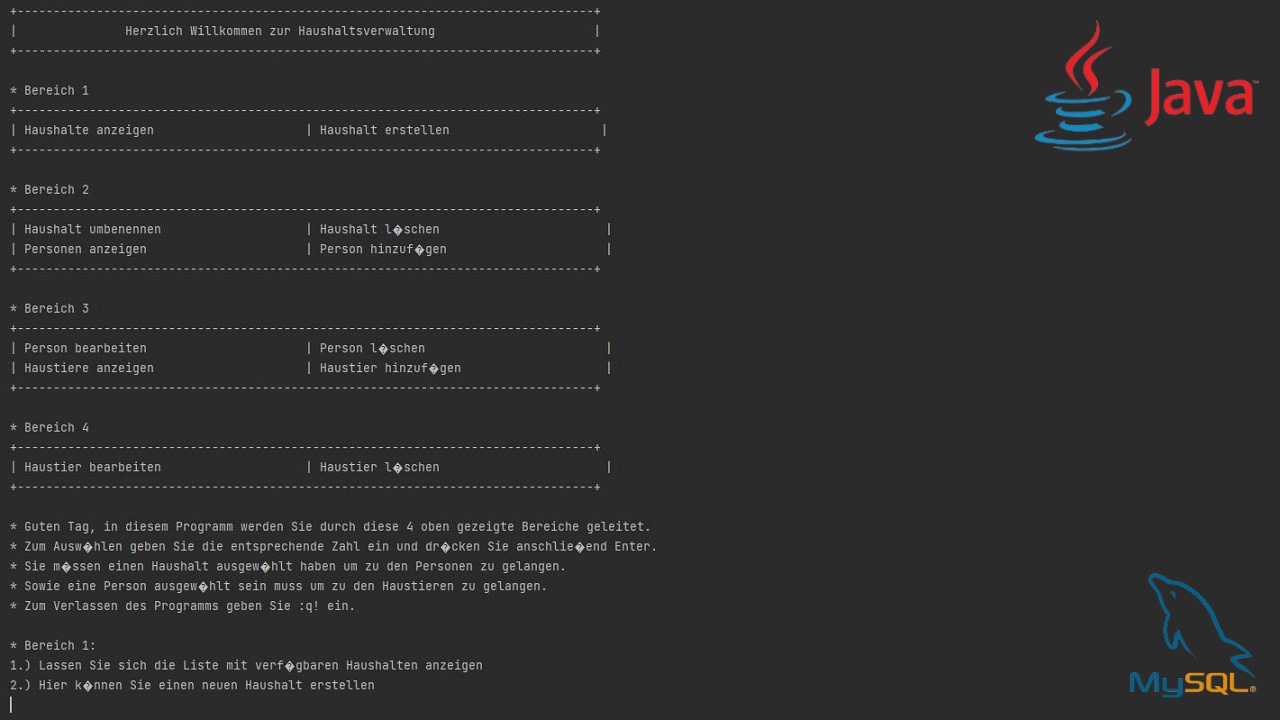 +--------------------------------------------------------------------------------+
|               Herzlich Willkommen zur Haushaltsverwaltung                      |
+--------------------------------------------------------------------------------+
* Bereich 1
+--------------------------------------------------------------------------------+
| Haushalte anzeigen                     | Haushalt erstellen                     |
+--------------------------------------------------------------------------------+
* Bereich 2
+--------------------------------------------------------------------------------+
| Haushalt umbenennen                    | Haushalt l�schen                       |
| Personen anzeigen                      | Person hinzuf�gen                      |
+--------------------------------------------------------------------------------+
* Bereich 3
+--------------------------------------------------------------------------------+
| Person bearbeiten                      | Person l�schen                         |
| Haustiere anzeigen                     | Haustier hinzuf�gen                    |
+--------------------------------------------------------------------------------+
* Bereich 4
+--------------------------------------------------------------------------------+
| Haustier bearbeiten                    | Haustier l�schen                       |
+--------------------------------------------------------------------------------+
* Guten Tag, in diesem Programm werden Sie durch diese 4 oben gezeigte Bereiche geleitet.
* Zum Ausw�hlen geben Sie die entsprechende Zahl ein und dr�cken Sie anschlie�end Enter.
* Sie m�ssen einen Haushalt ausgew�hlt haben um zu den Personen zu gelangen.
* Sowie eine Person ausgew�hlt sein muss um zu den Haustieren zu gelangen.
* Zum Verlassen des Programms geben Sie :q! ein.
* Bereich 1:
1.) Lassen Sie sich die Liste mit verf�gbaren Haushalten anzeigen
2.) Hier k�nnen Sie einen neuen Haushalt erstellen
Java™
MySQL®